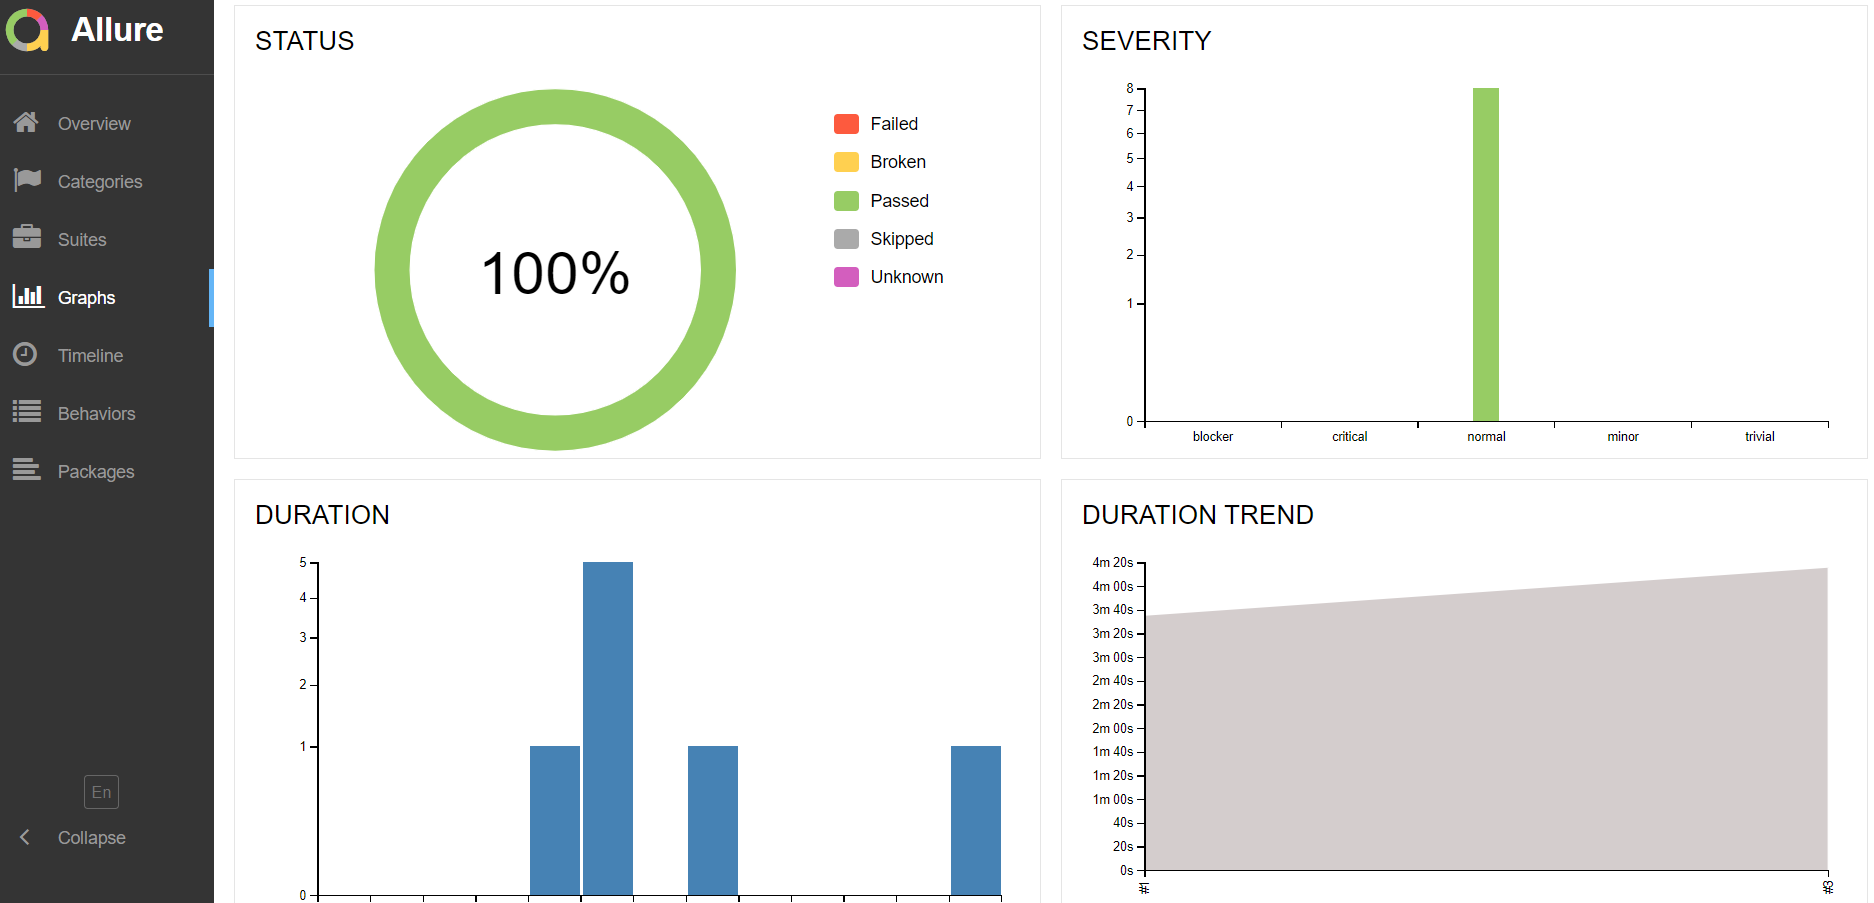 Allure
Overview
Categories
Suites
Graphs
Timeline
Behaviors
Packages
En
Collapse
STATUS
100%
Failed
Broken
Passed
Skipped
Unknown
SEVERITY
8
7
6
5
4
3
2
1
0
blocker critical normal minor trivial
DURATION
5
4
3
2
1
0
DURATION TREND
4m 20s
4m 00s
3m 40s
3m 20s
3m 00s
2m 40s
2m 20s
2m 00s
1m 40s
1m 20s
1m 00s
40s
20s
0s
#1 #3